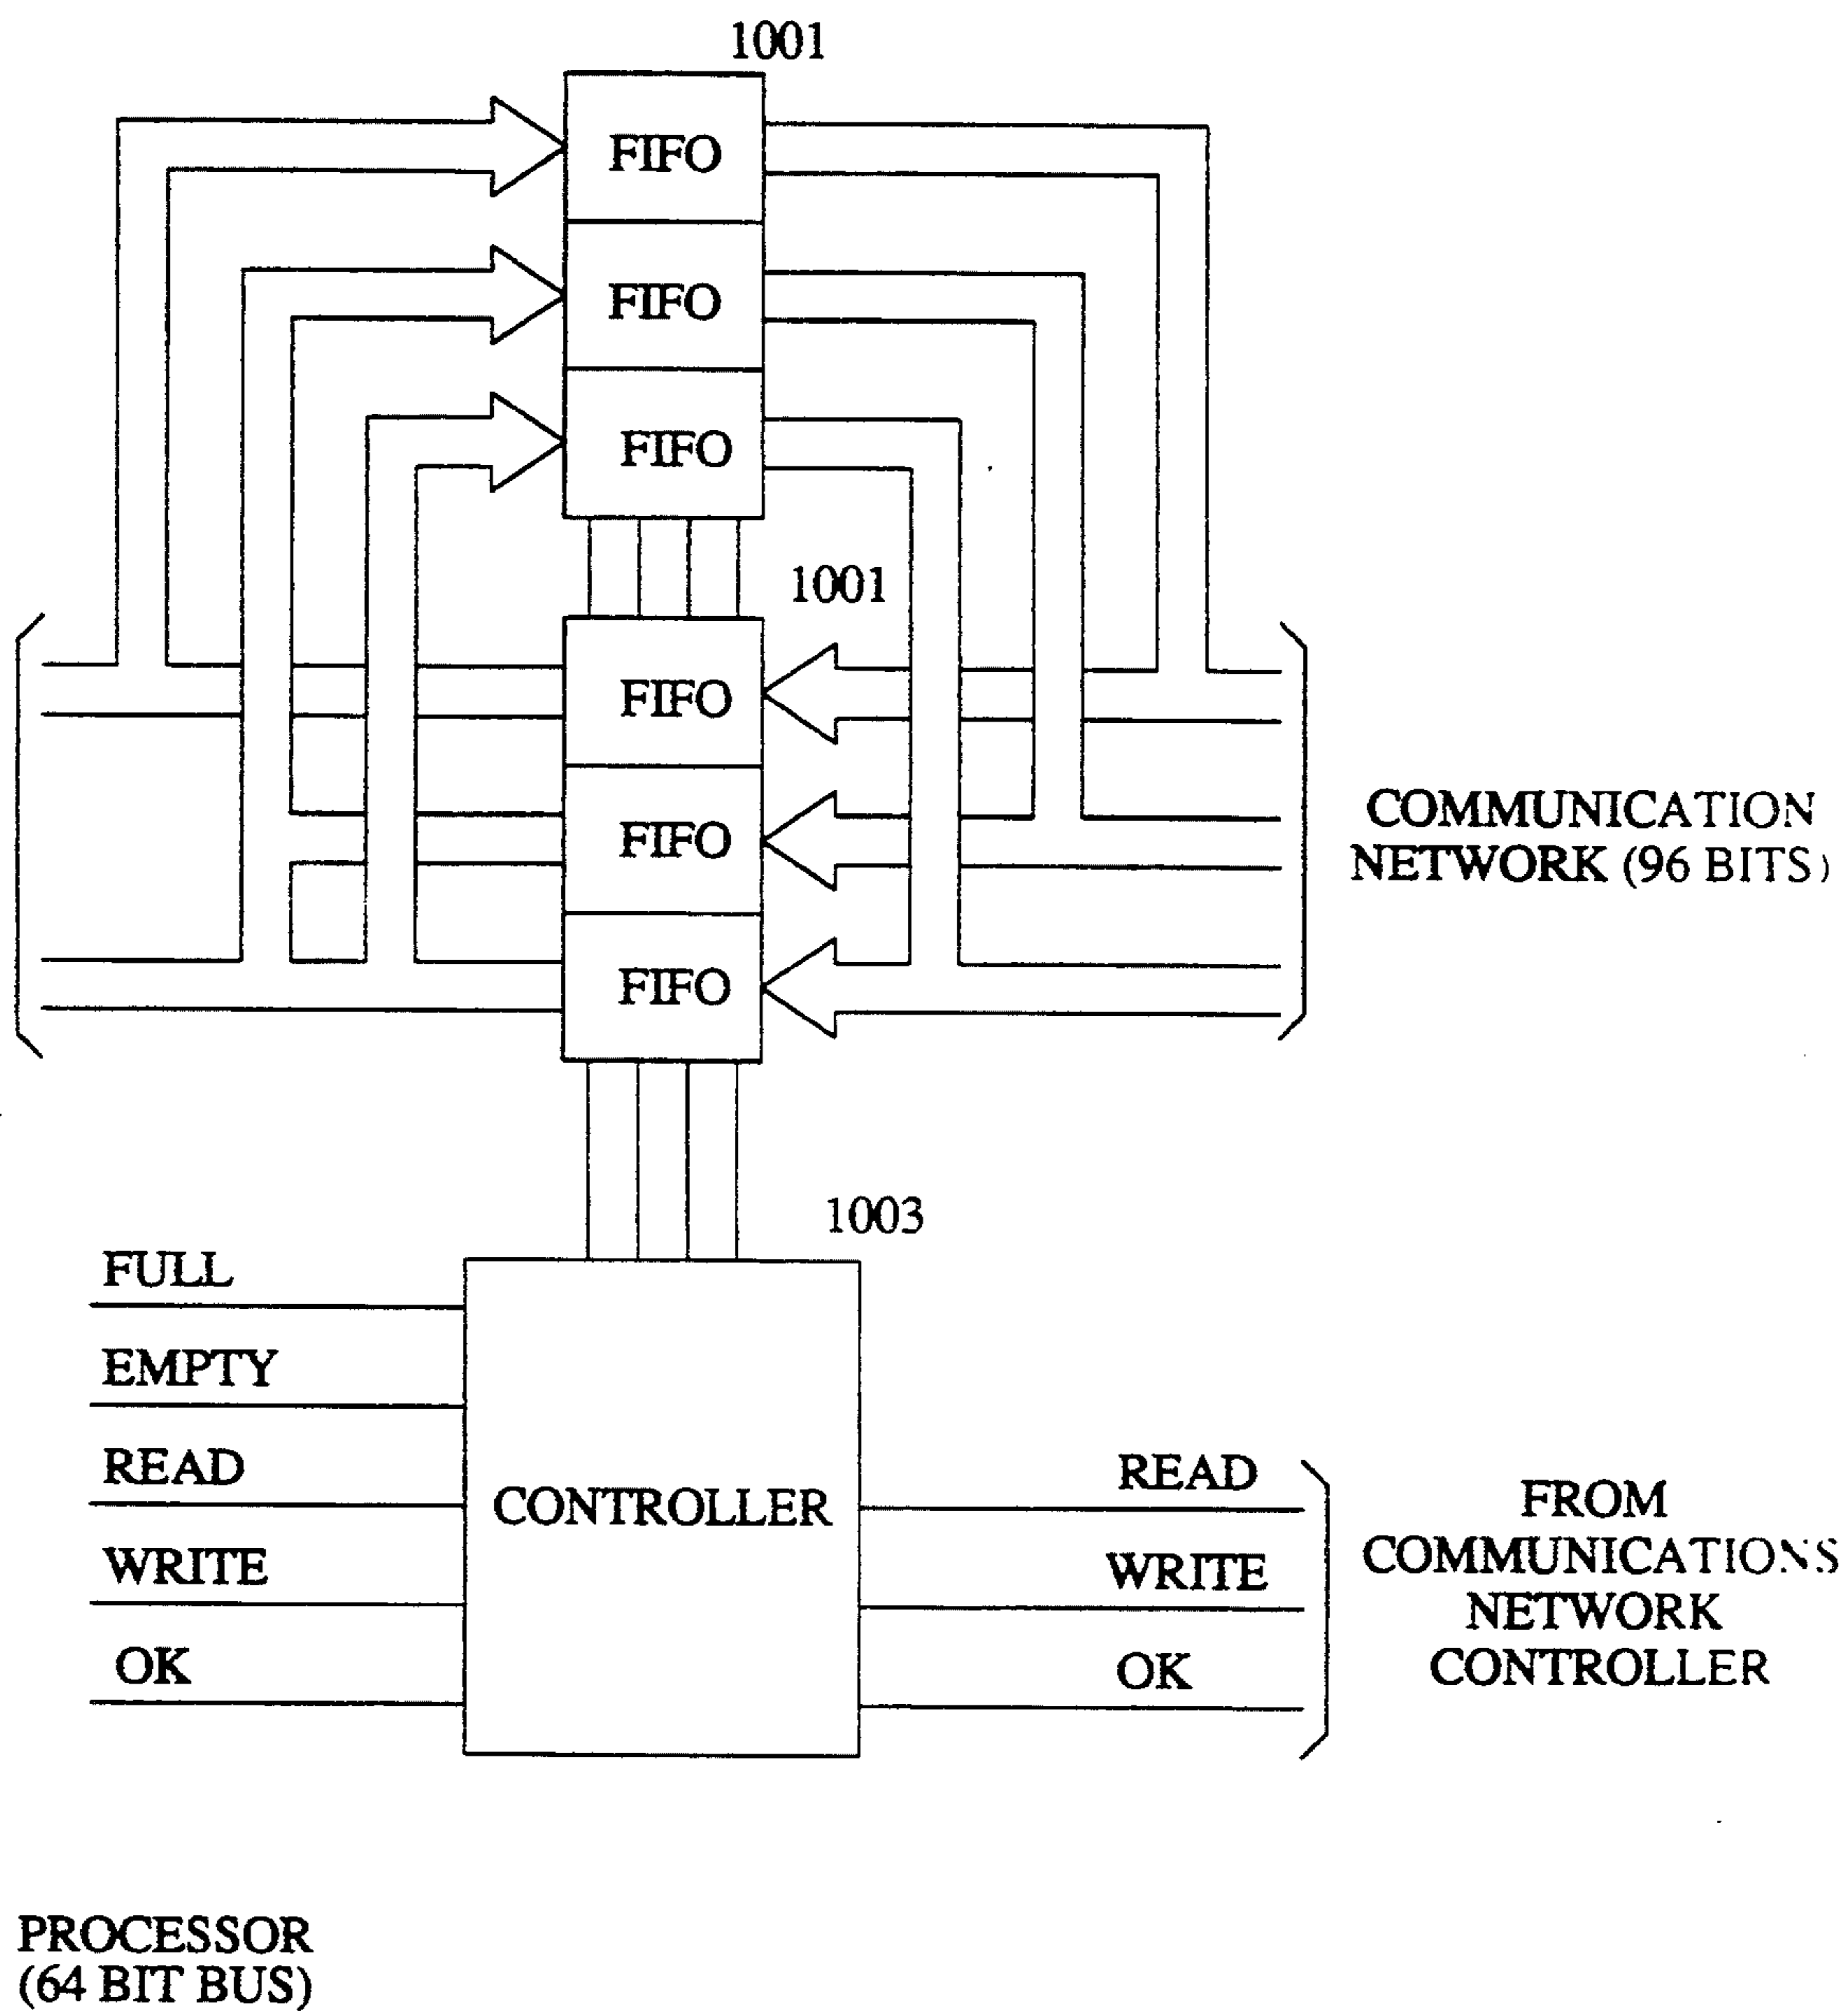 1001
FIFO
FIFO
FIFO
1001
FIFO
FIFO
FIFO
COMMUNICATION
NETWORK (96 BITS)
1003
FULL
EMPTY
READ
WRITE
OK
CONTROLLER
READ
WRITE
OK
FROM
COMMUNICATIONS
NETWORK
CONTROLLER
PROCESSOR
(64 BIT BUS)